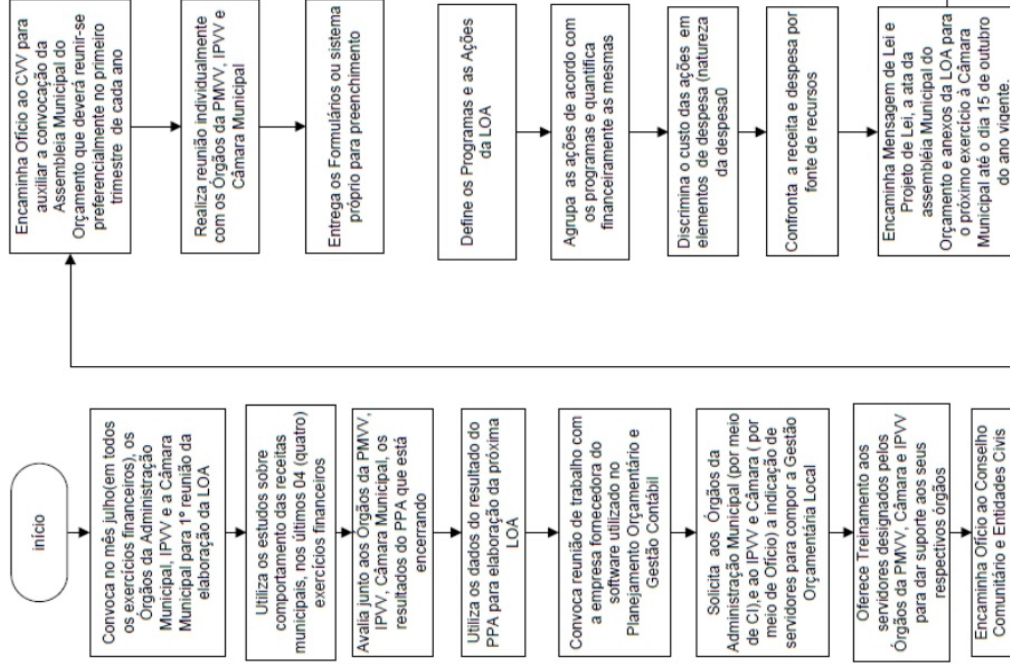 início
Convoca no mês julho(em todos
os exercícios financeiros), os
Órgãos da Administração
Municipal, IPVV e a Câmara
Municipal para 1º reunião da
elaboração da LOA
Utiliza os estudos sobre
comportamento das receitas
municipais, nos últimos 04 (quatro)
exercícios financeiros
Avalia junto aos Órgãos da PMVV,
IPVV, Câmara Municipal, os
resultados do PPA que está
encerrando
Utiliza os dados do resultado do
PPA para elaboração da próxima
LOA
Convoca reunião de trabalho com
a empresa fornecedora do
software utilizado no
Planejamento Orçamentário e
Gestão Contábil
Solicita aos Órgãos da
Administração Municipal (por meio
de CI),e ao IPVV e Câmara ( por
meio de Ofício) a indicação de
servidores para compor a Gestão
Orçamentária Local
Oferece Treinamento aos
servidores designados pelos
Órgãos da PMVV, Câmara e IPVV
para dar suporte aos seus
respectivos órgãos
Encaminha Ofício ao Conselho
Comunitário e Entidades Civis
Encaminha Ofício ao CVV para
auxiliar a convocação da
Assembleia Municipal do
Orçamento que deverá reunir-se
preferencialmente no primeiro
trimestre de cada ano
Realiza reunião individualmente
com os Órgãos da PMVV, IPVV e
Câmara Municipal
Entrega os Formulários ou sistema
próprio para preenchimento
Define os Programas e as Ações
da LOA
Agrupa as ações de acordo com
os programas e quantifica
financeiramente as mesmas
Discrimina o custo das ações em
elementos de despesa (natureza
da despesa0
Confronta a receita e despesa por
fonte de recursos
Encaminha Mensagem de Lei e
Projeto de Lei, a ata da
assembléia Municipal do
Orçamento e anexos da LOA para
o próximo exercício à Câmara
Municipal até o dia 15 de outubro
do ano vigente.